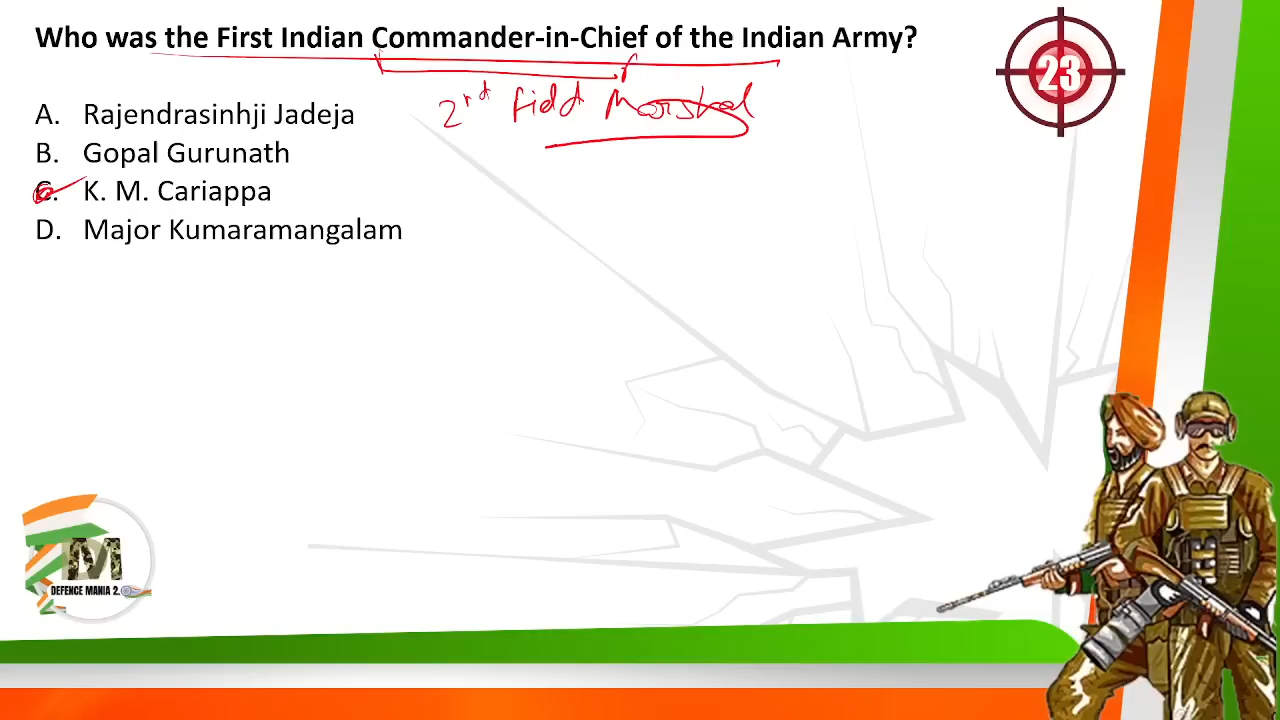 Who was the First Indian Commander-in-Chief of the Indian Army?
23
2nd Field Marshal
A. Rajendrasinhji Jadeja
B. Gopal Gurunath
C. K. M. Cariappa
D. Major Kumaramangalam
M
DEFENCE MANIA 2.